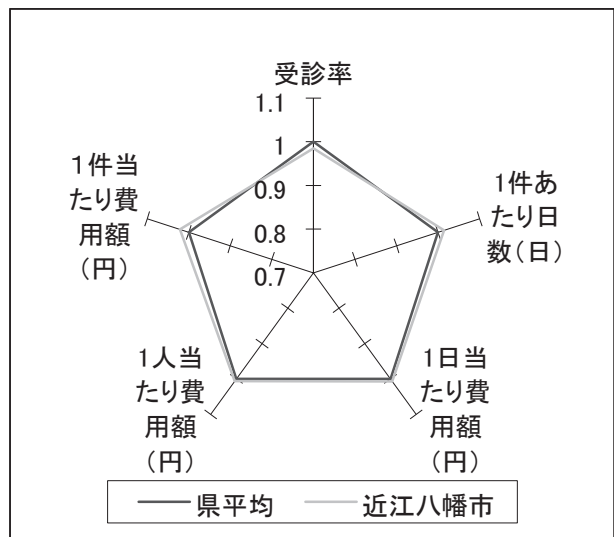 受診率
1.1
1
0.9
0.8
0.7
1件あ
たり日
数(日)
1日当
たり費
用額
(円)
1人当
たり費
用額
(円)
1件当
たり費
用額
(円)
県平均
近江八幡市